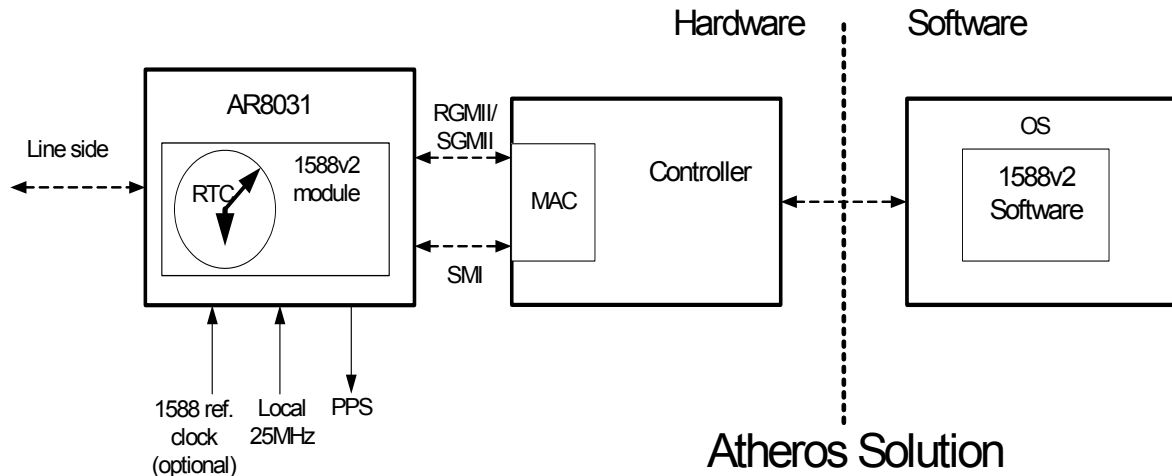 Hardware
Software
AR8031
RGMII/
SGMII
OS
Line side
RTC
1588v2
module
MAC
Controller
1588v2
Software
SMI
1588 ref.
clock
(optional)
Local
25MHz
PPS
Atheros Solution